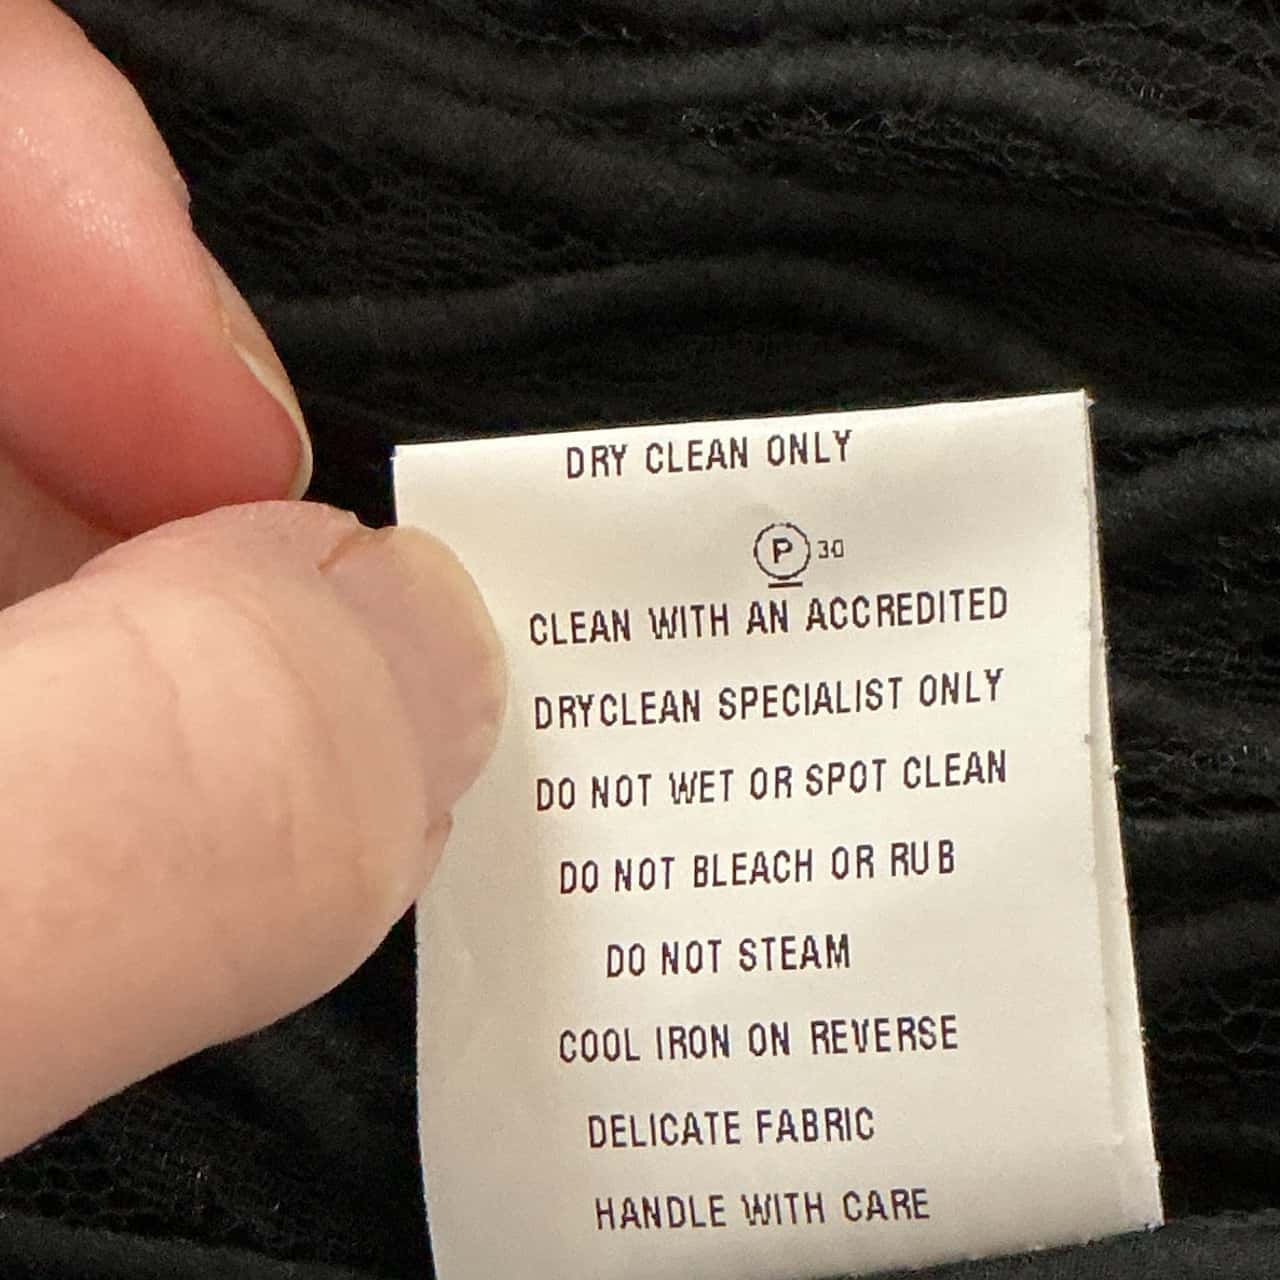 DRY CLEAN ONLY
P 30
CLEAN WITH AN ACCREDITED
DRYCLEAN SPECIALIST ONLY
DO NOT WET OR SPOT CLEAN
DO NOT BLEACH OR RUB
DO NOT STEAM
COOL IRON ON REVERSE
DELICATE FABRIC
HANDLE WITH CARE